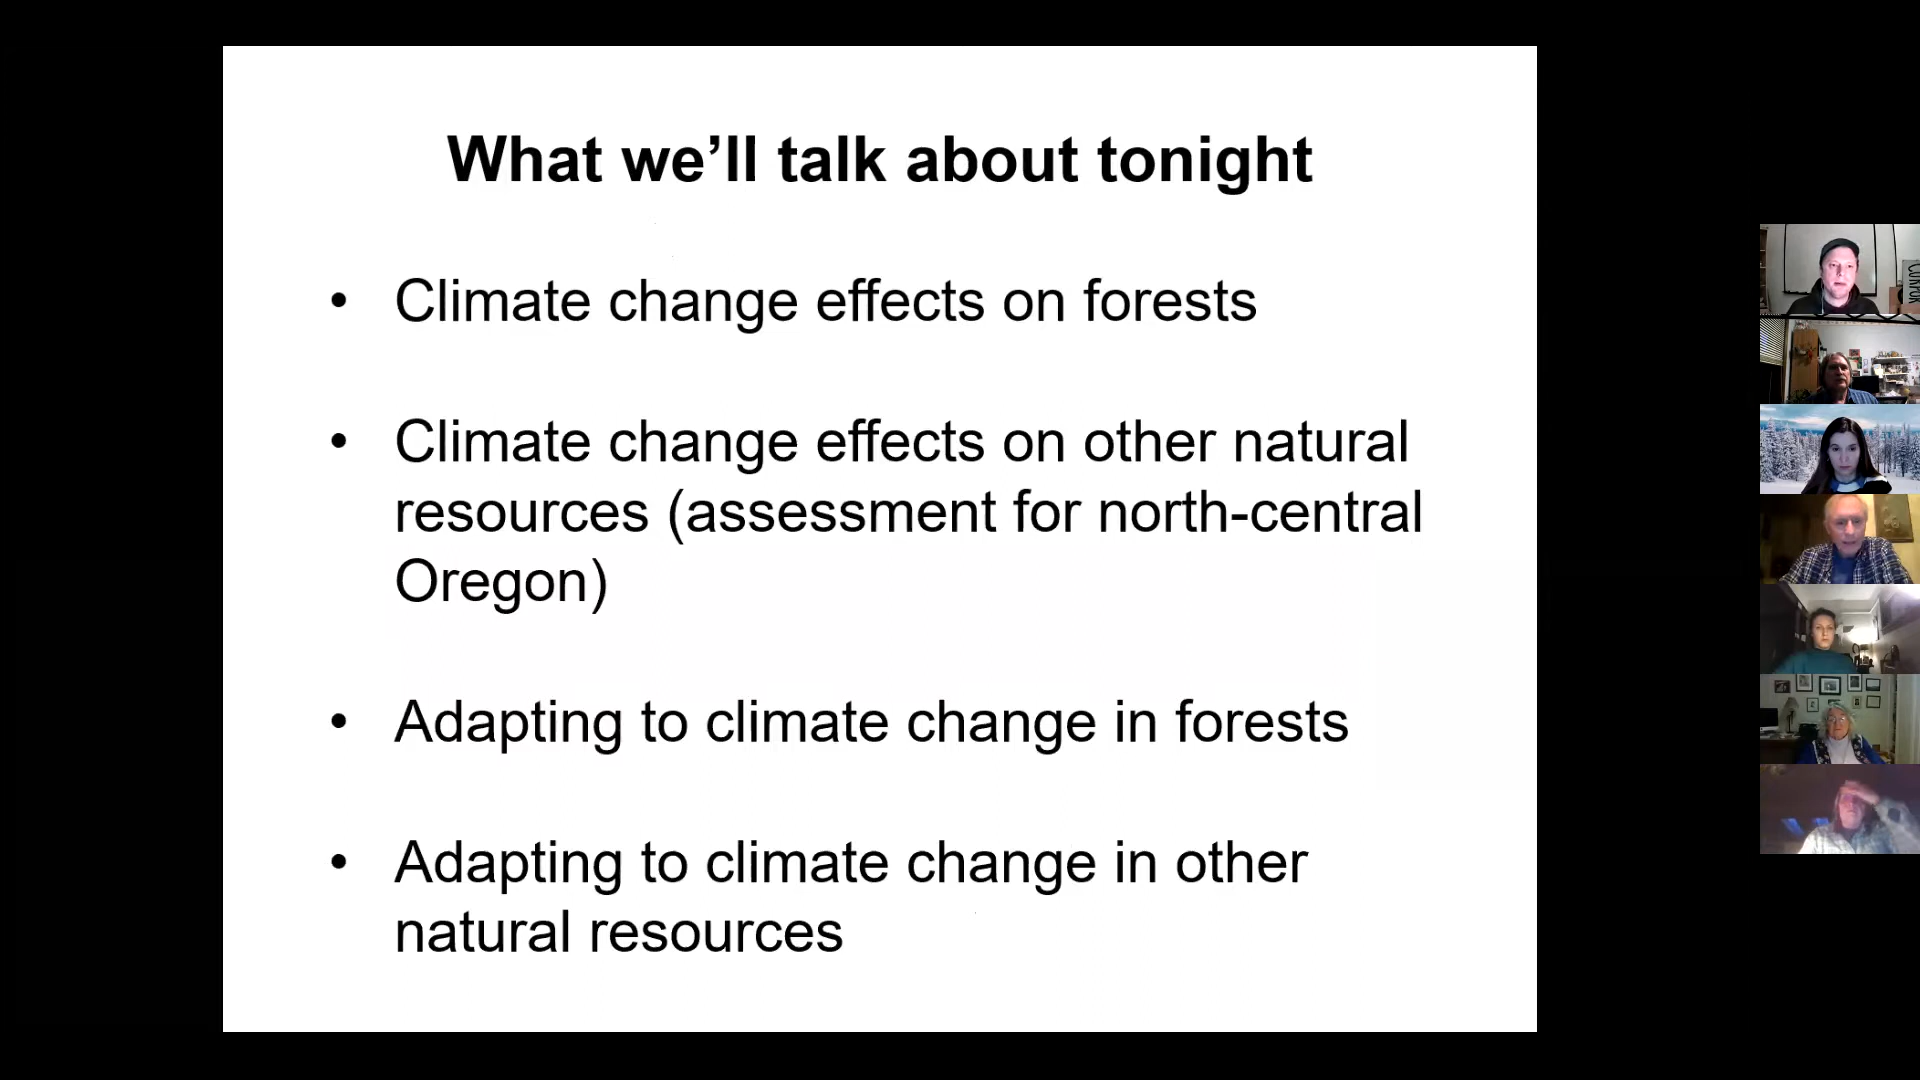 What we’ll talk about tonight
• Climate change effects on forests
• Climate change effects on other natural
resources (assessment for north-central
Oregon)
• Adapting to climate change in forests
• Adapting to climate change in other
natural resources